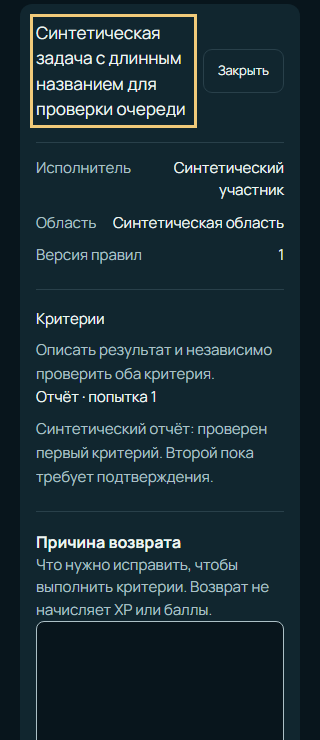 Синтетическая
задача с длинным
названием для
проверки очереди
Закрыть
Исполнитель Синтетический
участник
Область Синтетическая область
Версия правил 1
Критерии
Описать результат и независимо
проверить оба критерия.
Отчёт · попытка 1
Синтетический отчёт: проверен
первый критерий. Второй пока
требует подтверждения.
Причина возврата
Что нужно исправить, чтобы
выполнить критерии. Возврат не
начисляет XP или баллы.